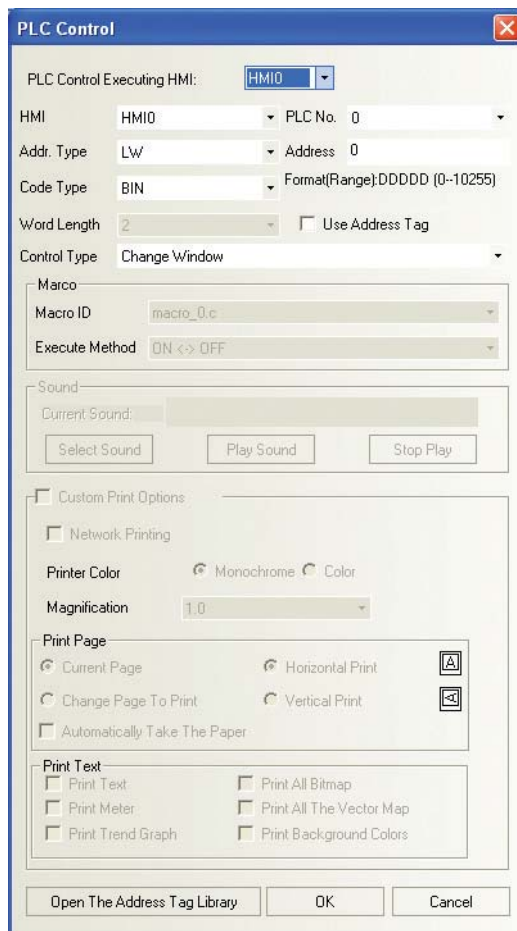 PLC Control
PLC Control Executing HMI: HMI0
HMI HMI0 PLC No. 0
Addr. Type LW Address 0
Code Type BIN Format(Range):DDDDD (0--10255)
Word Length 2 Use Address Tag
Control Type Change Window
Marco
Macro ID macro_0.c
Execute Method ON <-> OFF
Sound
Current Sound:
Select Sound Play Sound Stop Play
Custom Print Options
Network Printing
Printer Color Monochrome Color
Magnification 1.0
Print Page
Current Page Horizontal Print A
Change Page To Print Vertical Print A
Automatically Take The Paper
Print Text
Print Text Print All Bitmap
Print Meter Print All The Vector Map
Print Trend Graph Print Background Colors
Open The Address Tag Library OK Cancel